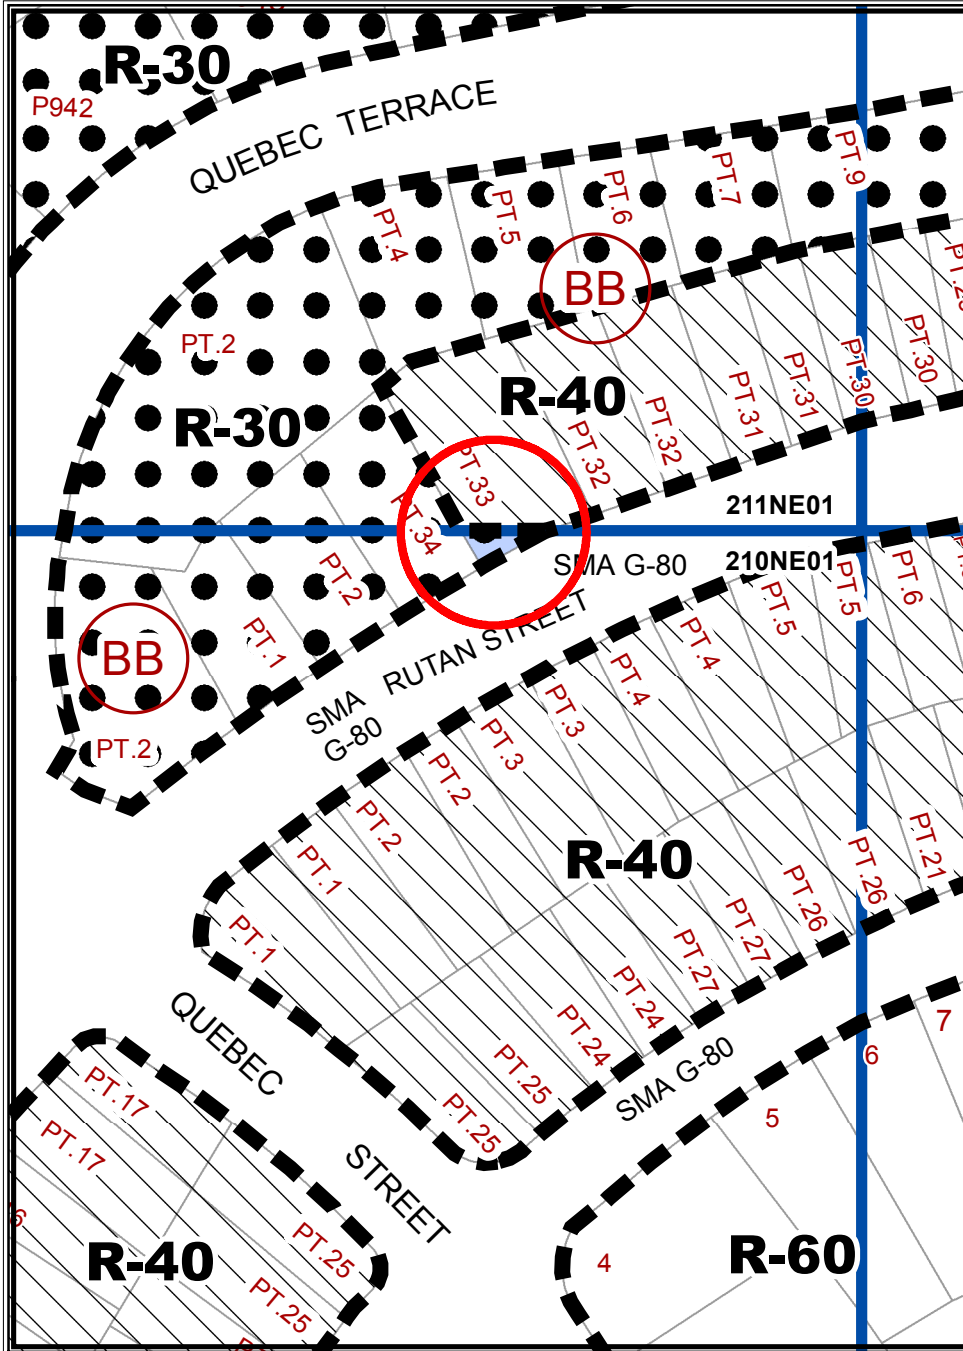 R-30
P942
QUEBEC TERRACE
PT.4
PT.5
PT.6
PT.7
PT.9
BB
PT.2
R-30
R-40
PT.33
PT.32
PT.32
PT.31
PT.31
PT.30
PT.30
PT.34
PT.2
PT.1
BB
PT.2
211NE01
210NE01
SMA G-80
SMA RUTAN STREET
G-80
PT.5
PT.5
PT.6
PT.4
PT.4
PT.3
PT.3
PT.2
PT.2
PT.1
PT.1
R-40
PT.21
PT.26
PT.26
PT.27
PT.27
PT.24
PT.24
PT.25
PT.25
QUEBEC
STREET
SMA G-80
7
6
5
4
R-60
PT.17
PT.17
PT.25
PT.25
R-40